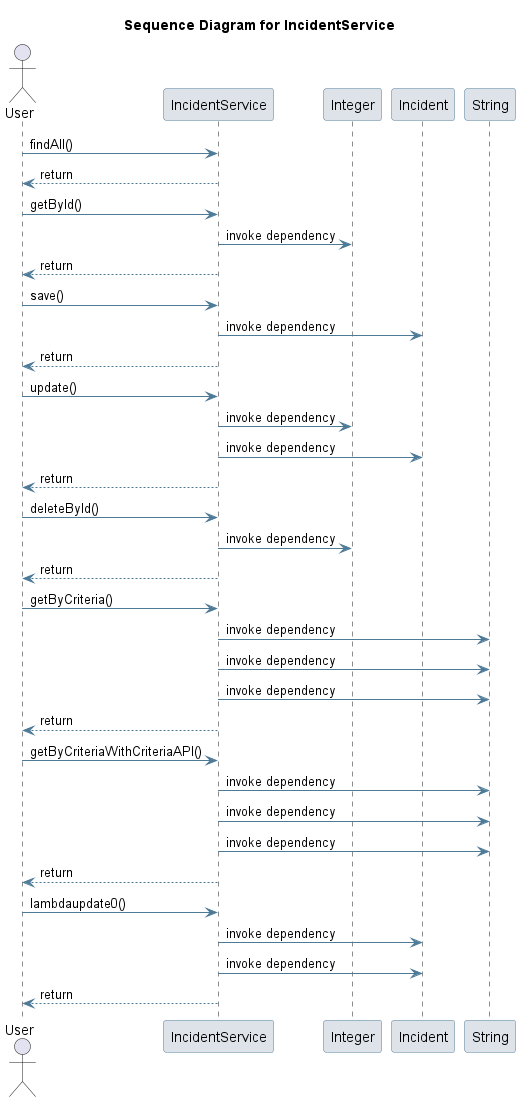 Sequence Diagram for IncidentService
User
IncidentService Integer Incident String
findAll()
return
getById()
invoke dependency
return
save()
invoke dependency
return
update()
invoke dependency
invoke dependency
return
deleteById()
invoke dependency
return
getByCriteria()
invoke dependency
invoke dependency
invoke dependency
return
getByCriteriaWithCriteriaAPI()
invoke dependency
invoke dependency
invoke dependency
return
lambdaupdate0()
invoke dependency
invoke dependency
return
User
IncidentService Integer Incident String